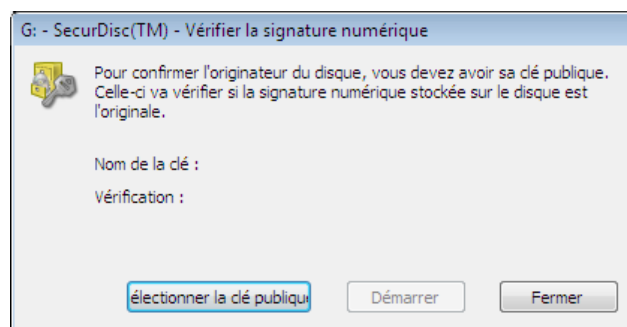 G: - SecurDisc(TM) - Vérifier la signature numérique
Pour confirmer l'originateur du disque, vous devez avoir sa clé publique.
Celle-ci va vérifier si la signature numérique stockée sur le disque est
l'originale.
Nom de la clé :
Vérification :
électionner la clé publiqu
Démarrer
Fermer